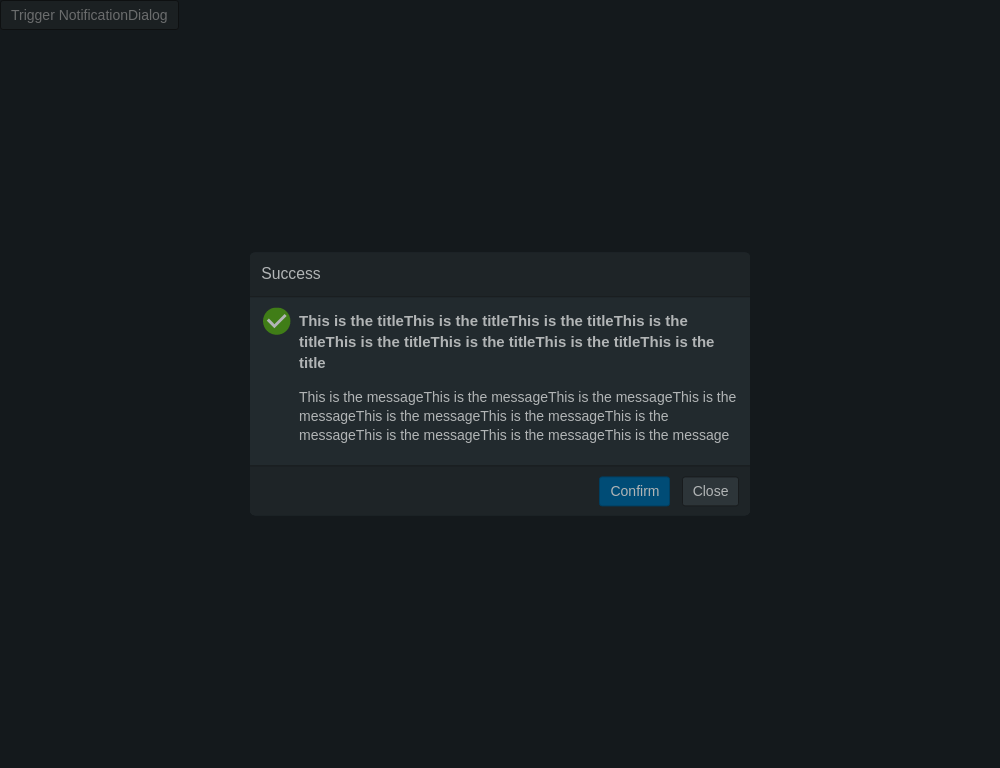 Trigger NotificationDialog
Success
This is the titleThis is the titleThis is the titleThis is the
titleThis is the titleThis is the titleThis is the titleThis is the
title
This is the messageThis is the messageThis is the messageThis is the
messageThis is the messageThis is the messageThis is the
messageThis is the messageThis is the messageThis is the message
Confirm Close